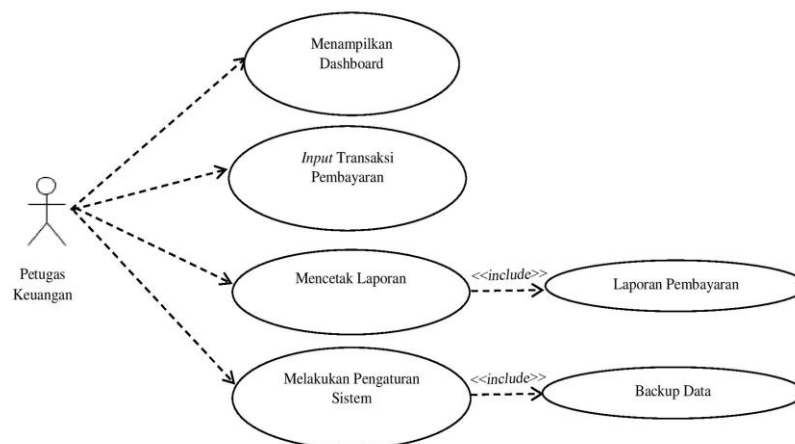 Menampilkan
Dashboard
Input Transaksi
Pembayaran
Petugas
Keuangan
Mencetak Laporan
<<include>>
Laporan Pembayaran
Melakukan Pengaturan
Sistem
<<include>>
Backup Data